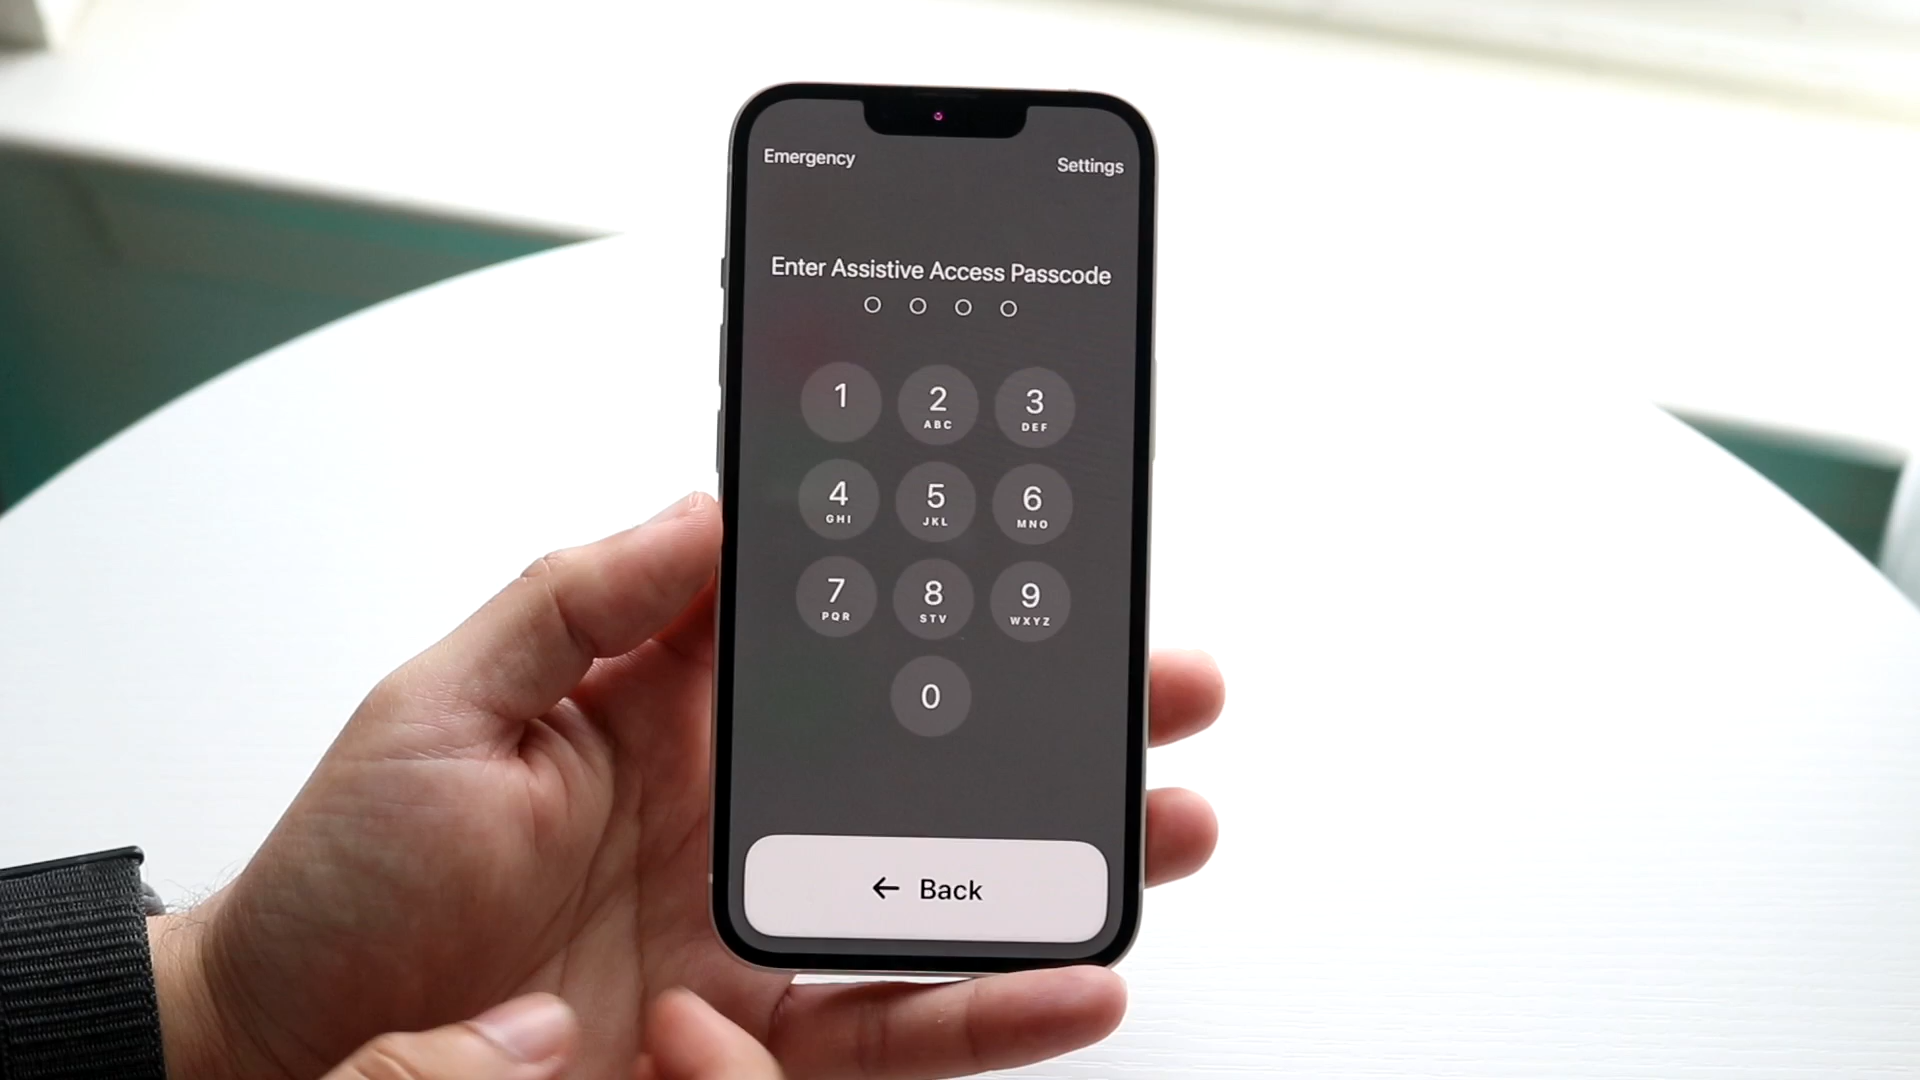 Emergency
Settings
Enter Assistive Access Passcode
1
2
ABC
3
DEF
4
GHI
5
JKL
6
MNO
7
PQR
8
STV
9
WXYZ
0
← Back